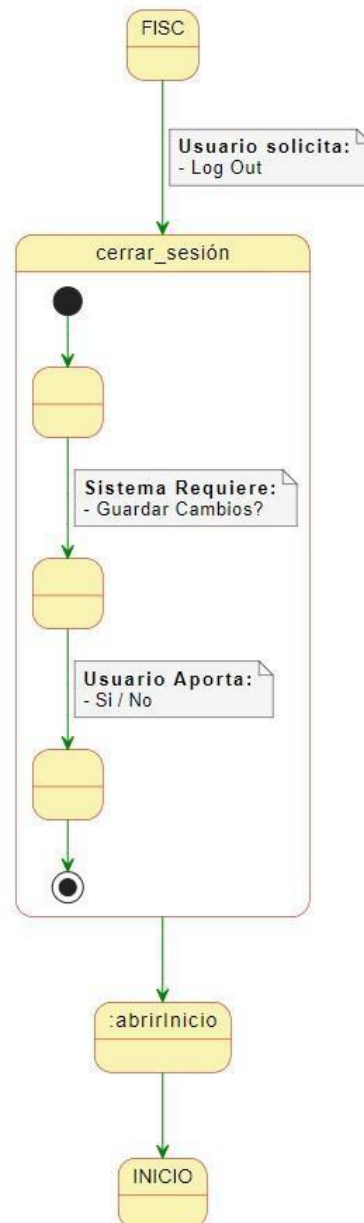 FISC
Usuario solicita:
- Log Out
cerrar_sesión
Sistema Requiere:
- Guardar Cambios?
Usuario Aporta:
- Si / No
:abrirInicio
INICIO